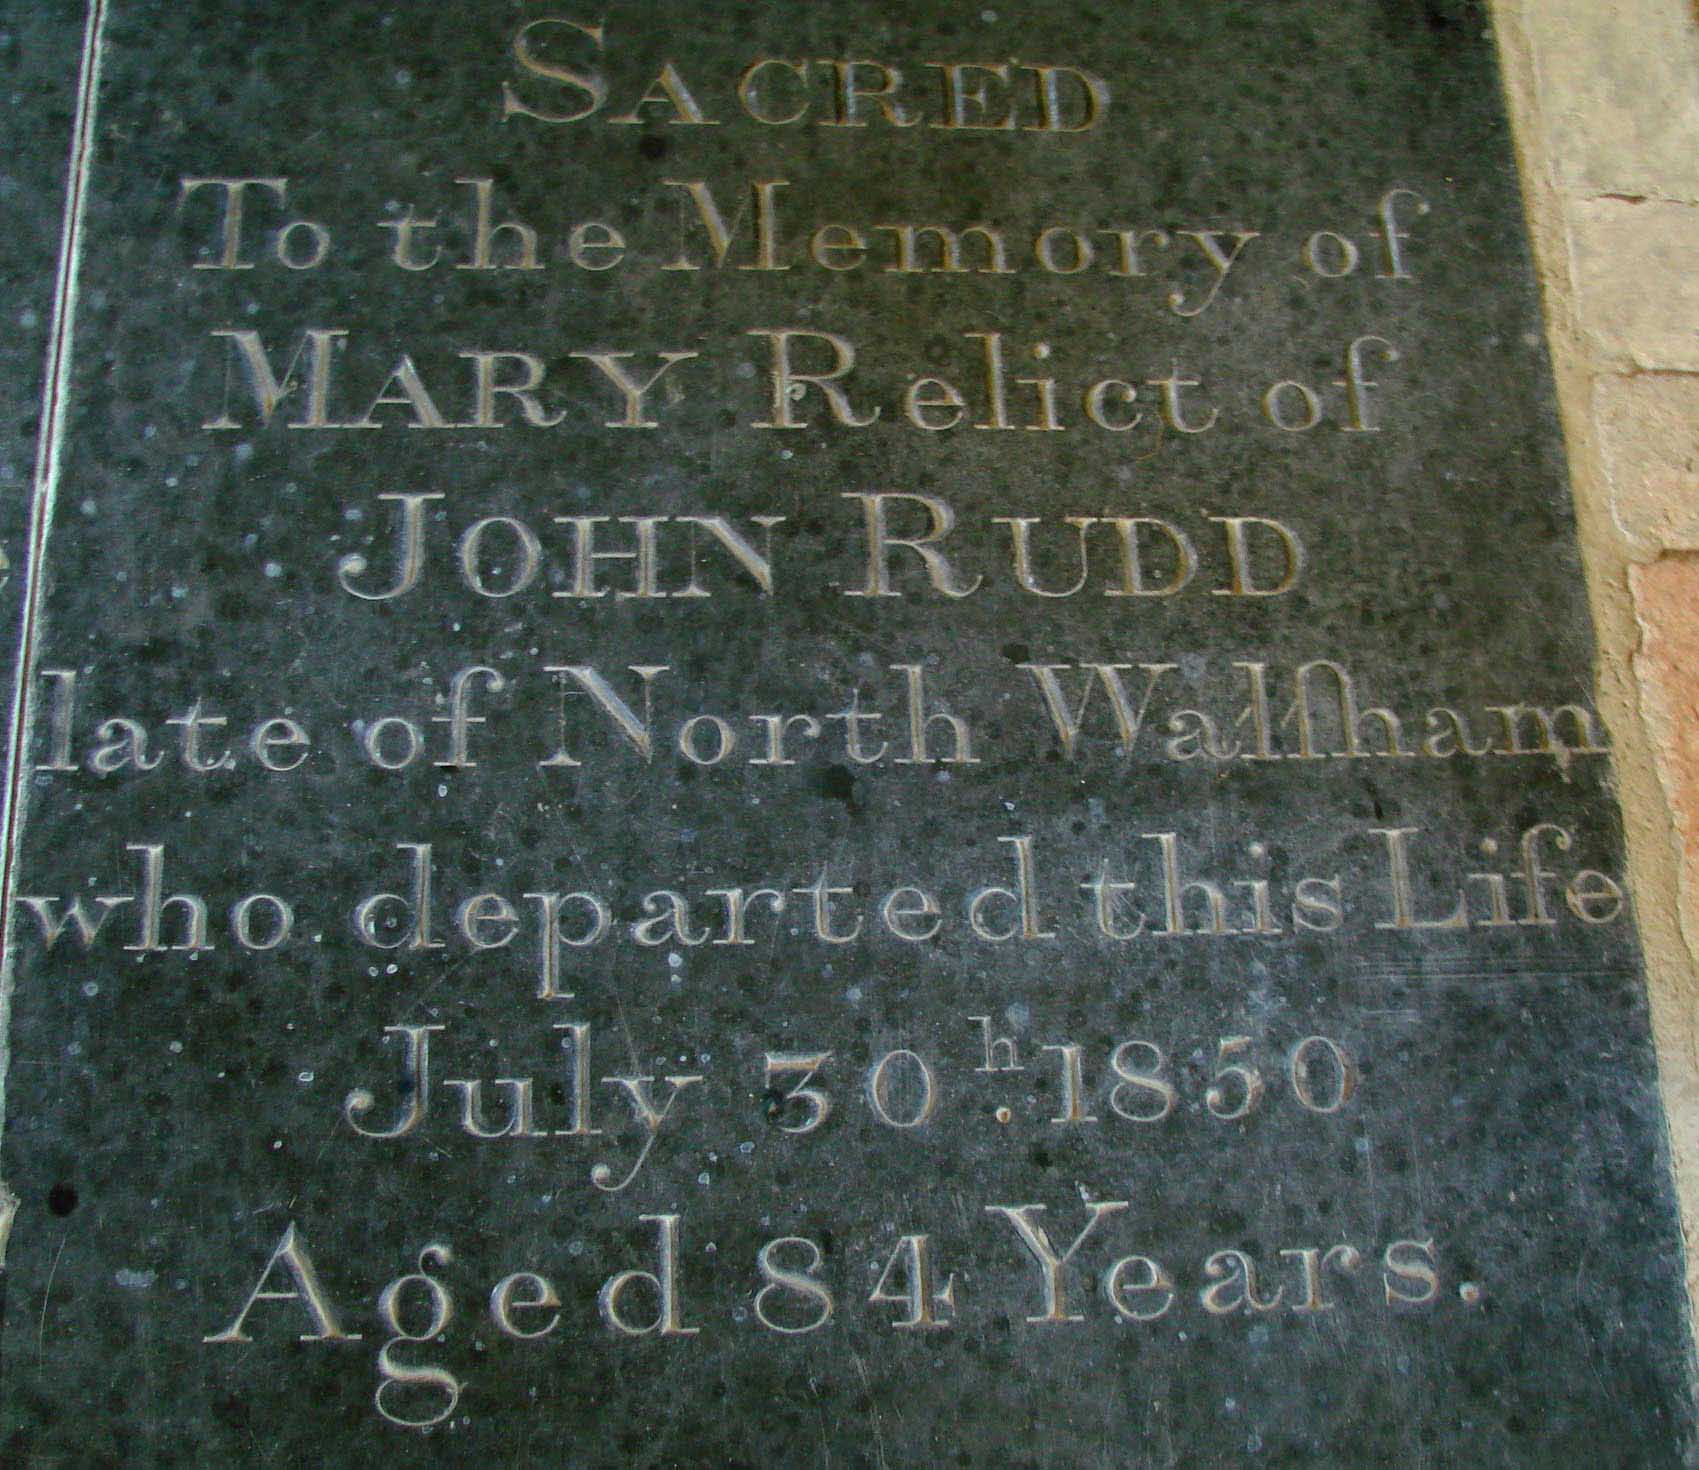 SACRED
To the Memory of
MARY Relict of
JOHN RUDD
late of North Walſham
who departed this Life
July 30h. 1850
Aged 84 Years.